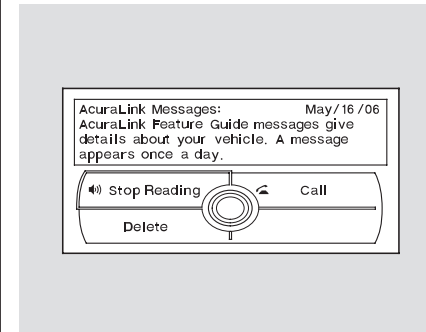 AcuraLink Messages: May/16/06
AcuraLink Feature Guide messages give
details about your vehicle. A message
appears once a day.
Stop Reading Call
Delete